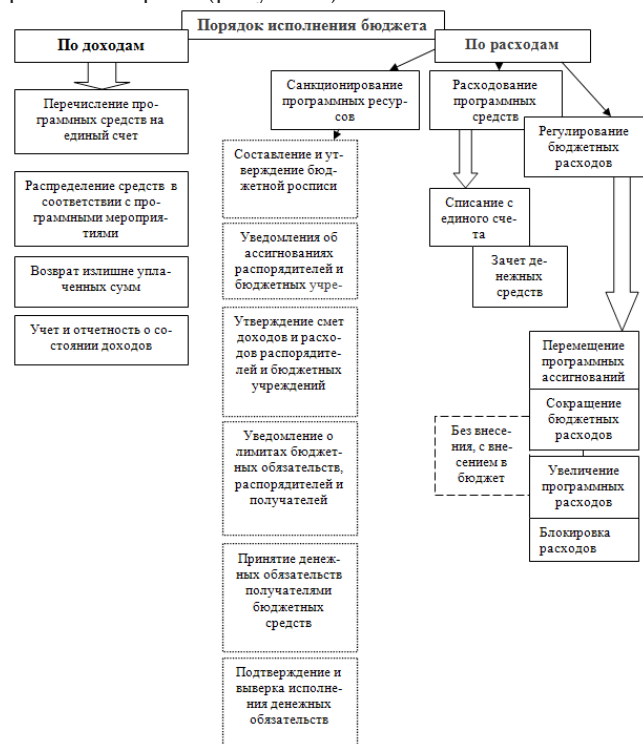 Порядок исполнения бюджета
По доходам
Перечисление про-
граммных средств на
единый счет
Распределение средств в
соответствии с про-
граммными мероприя-
тиями
Возврат излишне упла-
ченных сумм
Учет и отчетность о со-
стоянии доходов
По расходам
Санкционирование
программных ресур-
сов
Составление и ут-
верждение бюд-
жетной росписи
Уведомления об
ассигнованиях
распорядителей и
бюджетных учре-
Утверждение смет
доходов и расхо-
дов распорядите-
лей и бюджетных
учреждений
Уведомление о
лимитах бюджет-
ных обязательств,
распорядителей и
получателей
Принятие денеж-
ных обязательств
получателями
бюджетных
средств
Подтверждение и
выверка исполне-
ния денежных
обязательств
Расходование
программных
средств
Списание с
единого сче-
та
Зачет де-
нежных
средств
Регулирование
бюджетных
расходов
Перемещение
программных
ассигнований
Сокращение
бюджетных
расходов
Без внесе-
ния, с вне-
сением в
бюджет
Увеличение
программных
расходов
Блокировка
расходов